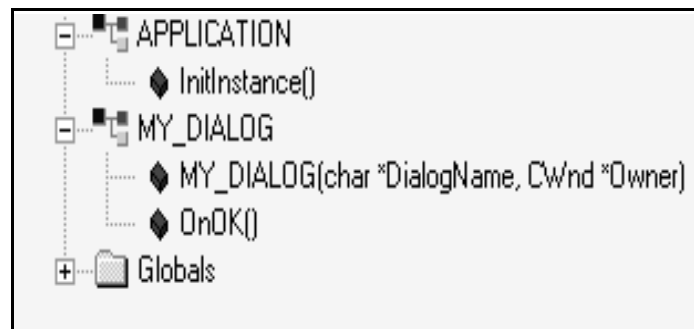 APPLICATION
InitInstance()
MY_DIALOG
MY_DIALOG(char *DialogName, CWnd *Owner)
OnOK()
Globals